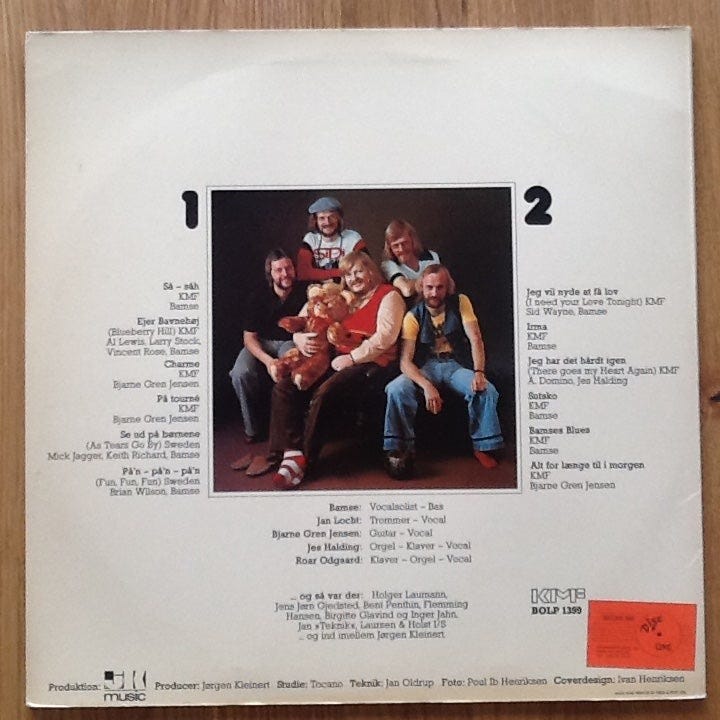 1
Så – såh
KMF
Bamse
Ejer Bavnehøj
(Blueberry Hill) KMF
Al Lewis, Larry Stock,
Vincent Rose, Bamse
Charme
KMF
Bjarne Gren Jensen
På tourné
KMF
Bjarne Gren Jensen
Se ud på børnene
(As Tears Go By) Sweden
Mick Jagger, Keith Richard, Bamse
På'n – på'n – på'n
(Fun, Fun, Fun) Sweden
Brian Wilson, Bamse
2
Jeg vil nyde at få lov
(I need your Love Tonight) KMF
Sid Wayne, Bamse
Irma
KMF
Bamse
Jeg har det hårdt igen
(There goes my Heart Again) KMF
A. Domino, Jes Halding
Sutsko
KMF
Bamse
Bamses Blues
KMF
Bamse
Alt for længe til i morgen
KMF
Bjarne Gren Jensen
Bamse: Vocalsolist – Bas
Jan Locht: Trommer – Vocal
Bjarne Gren Jensen: Guitar – Vocal
Jes Halding: Orgel – Klaver – Vocal
Roar Odgaard: Klaver – Orgel – Vocal
... og så var der: Holger Laumann,
Jens Jørn Gjedsted, Bent Penthin, Flemming
Hansen, Birgitte Glavind og Inger Jahn,
Jan »Teknik«, Laursen & Holst I/S
.. og ind imellem Jørgen Kleinert
KMF
BOLP 1399
Produktion:
music
Producer: Jørgen Kleinert Studie: Tocano Teknik: Jan Oldrup Foto: Poul Ib Henriksen Coverdesign: Ivan Henriksen